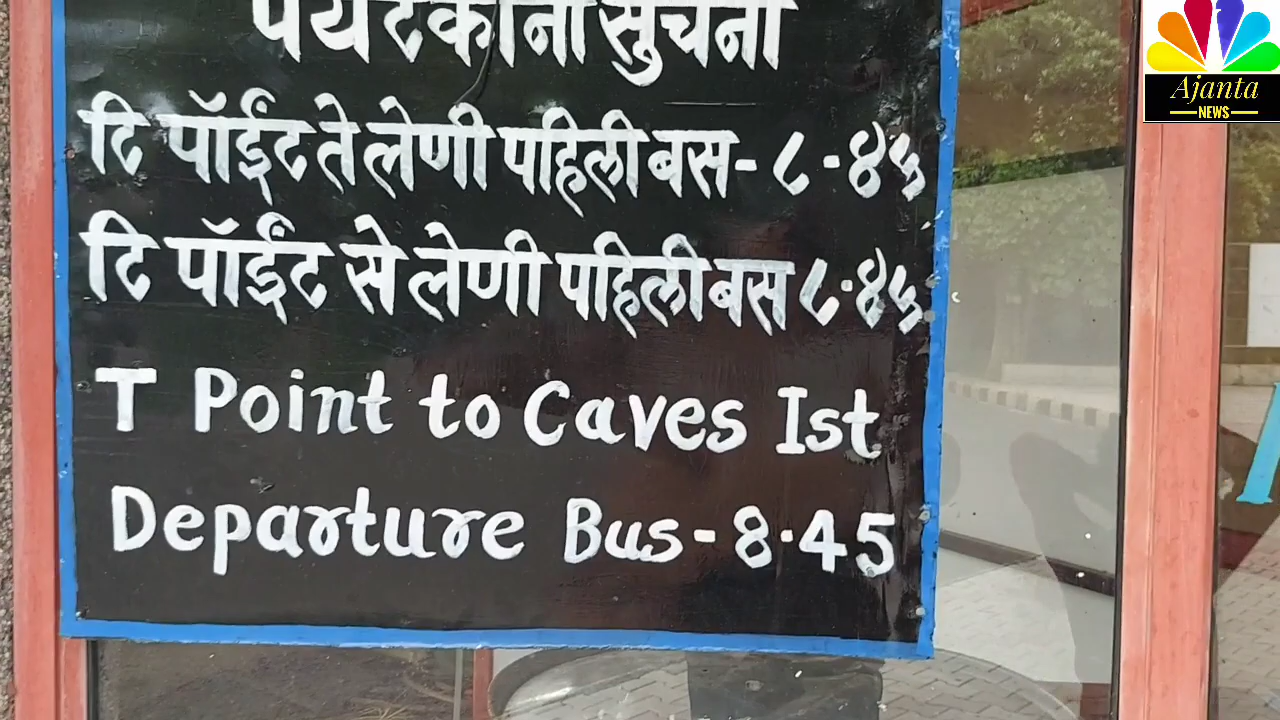 पर्यटकांना सुचना
टि पॉईंट ते लेणी पहिली बस- ८-४५
टि पॉईंट से लेणी पहिली बस ८.४५
T Point to Caves Ist
Departure Bus-8.45
Ajanta
NEWS